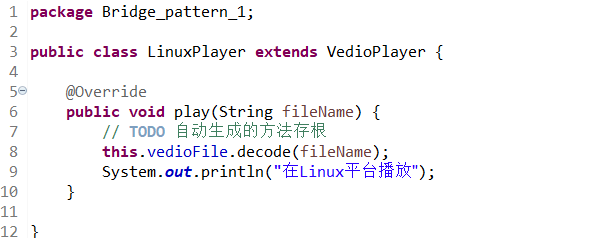 1 package Bridge_pattern_1;
2
3 public class LinuxPlayer extends VedioPlayer {
4
5 @Override
6 public void play(String fileName) {
7 // TODO 自动生成的方法存根
8 this.vedioFile.decode(fileName);
9 System.out.println("在Linux平台播放");
10 }
11
12 }